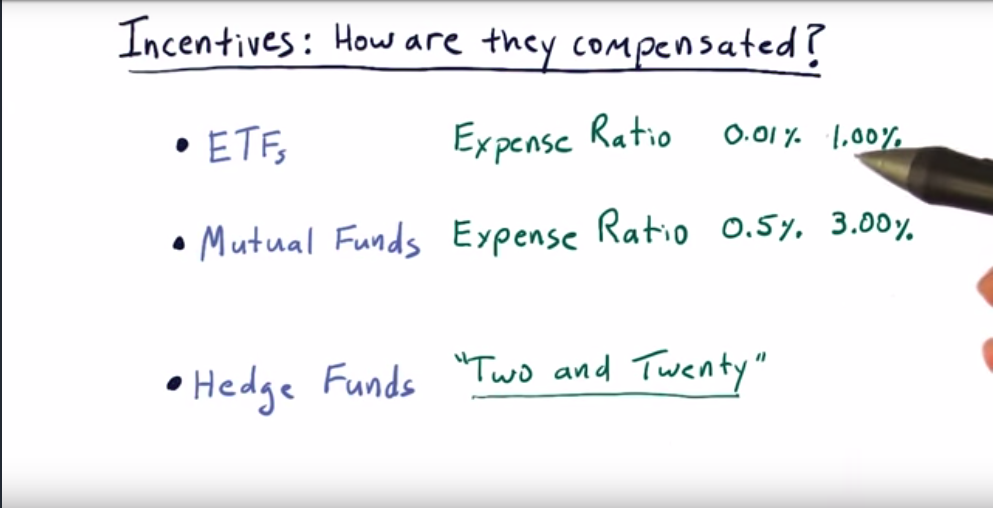 Incentives: How are they compensated?
• ETFs Expense Ratio 0.01% 1.00%
• Mutual Funds Expense Ratio 0.5%. 3.00%
• Hedge Funds "Two and Twenty"